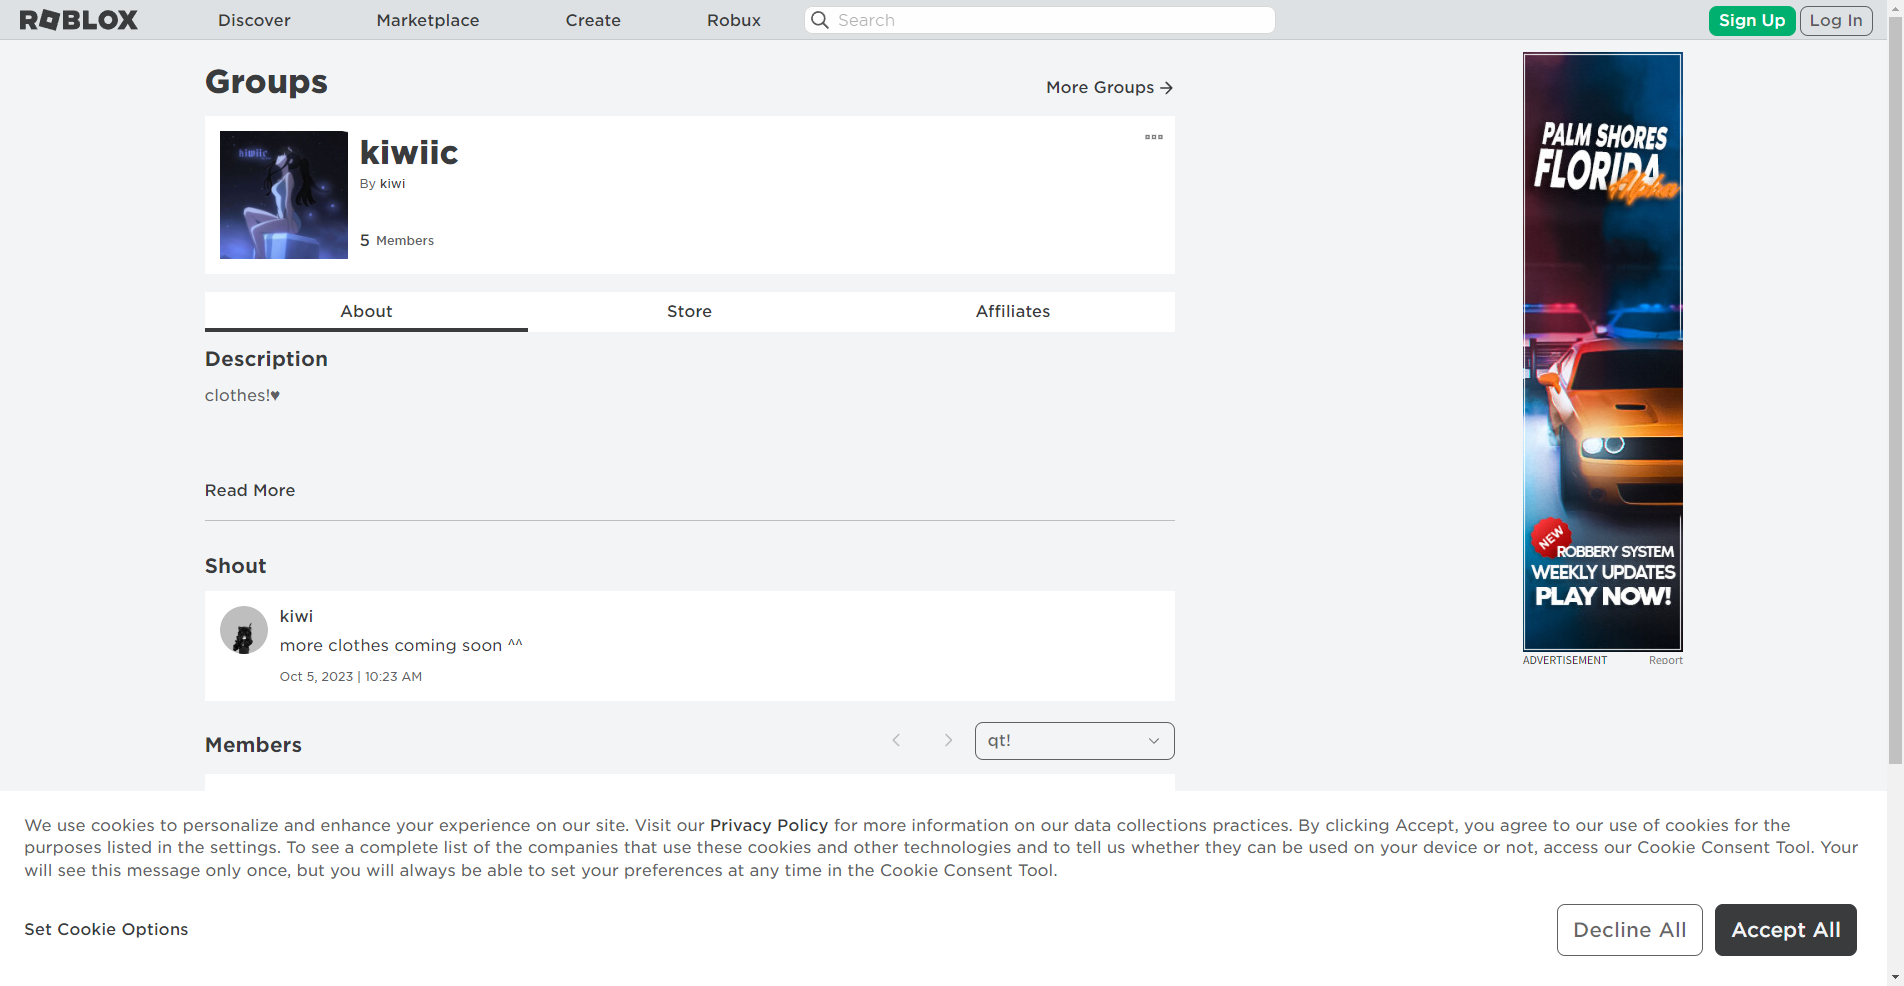 ROBLOX
Discover
Marketplace
Create
Robux
Search
Sign Up
Log In
Groups
More Groups
kiwiic
kiwiic
By kiwi
5 Members
About
Store
Affiliates
Description
clothes!♥
Read More
Shout
kiwi
more clothes coming soon ^^
Oct 5, 2023 | 10:23 AM
Members
qt!
PALM SHORES
FLORIDA
Alpha
NEW
ROBBERY SYSTEM
WEEKLY UPDATES
PLAY NOW!
ADVERTISEMENT
Report
We use cookies to personalize and enhance your experience on our site. Visit our Privacy Policy for more information on our data collections practices. By clicking Accept, you agree to our use of cookies for the
purposes listed in the settings. To see a complete list of the companies that use these cookies and other technologies and to tell us whether they can be used on your device or not, access our Cookie Consent Tool. Your
will see this message only once, but you will always be able to set your preferences at any time in the Cookie Consent Tool.
Set Cookie Options
Decline All
Accept All